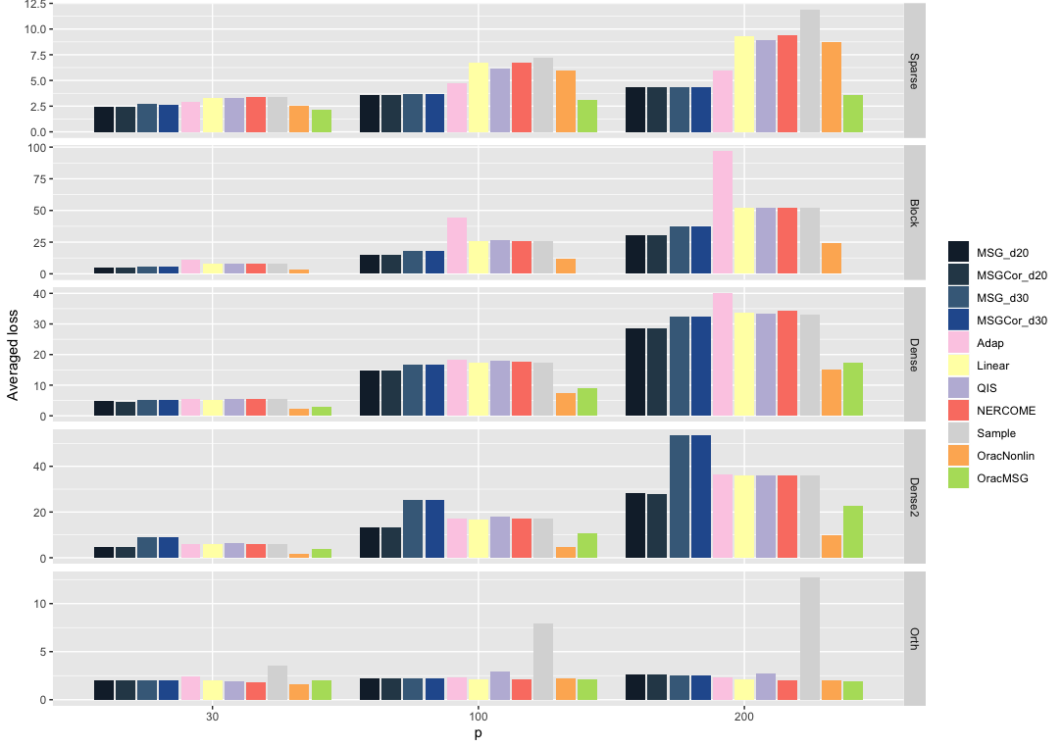 Averaged loss
12.5
10.0
7.5
5.0
2.5
0.0
Sparse
100
75
50
25
0
Block
40
30
20
10
0
Dense
40
20
0
Dense2
10
5
0
Orth
30
100
200
p
MSG_d20
MSGCor_d20
MSG_d30
MSGCor_d30
Adap
Linear
QIS
NERCOME
Sample
OracNonlin
OracMSG